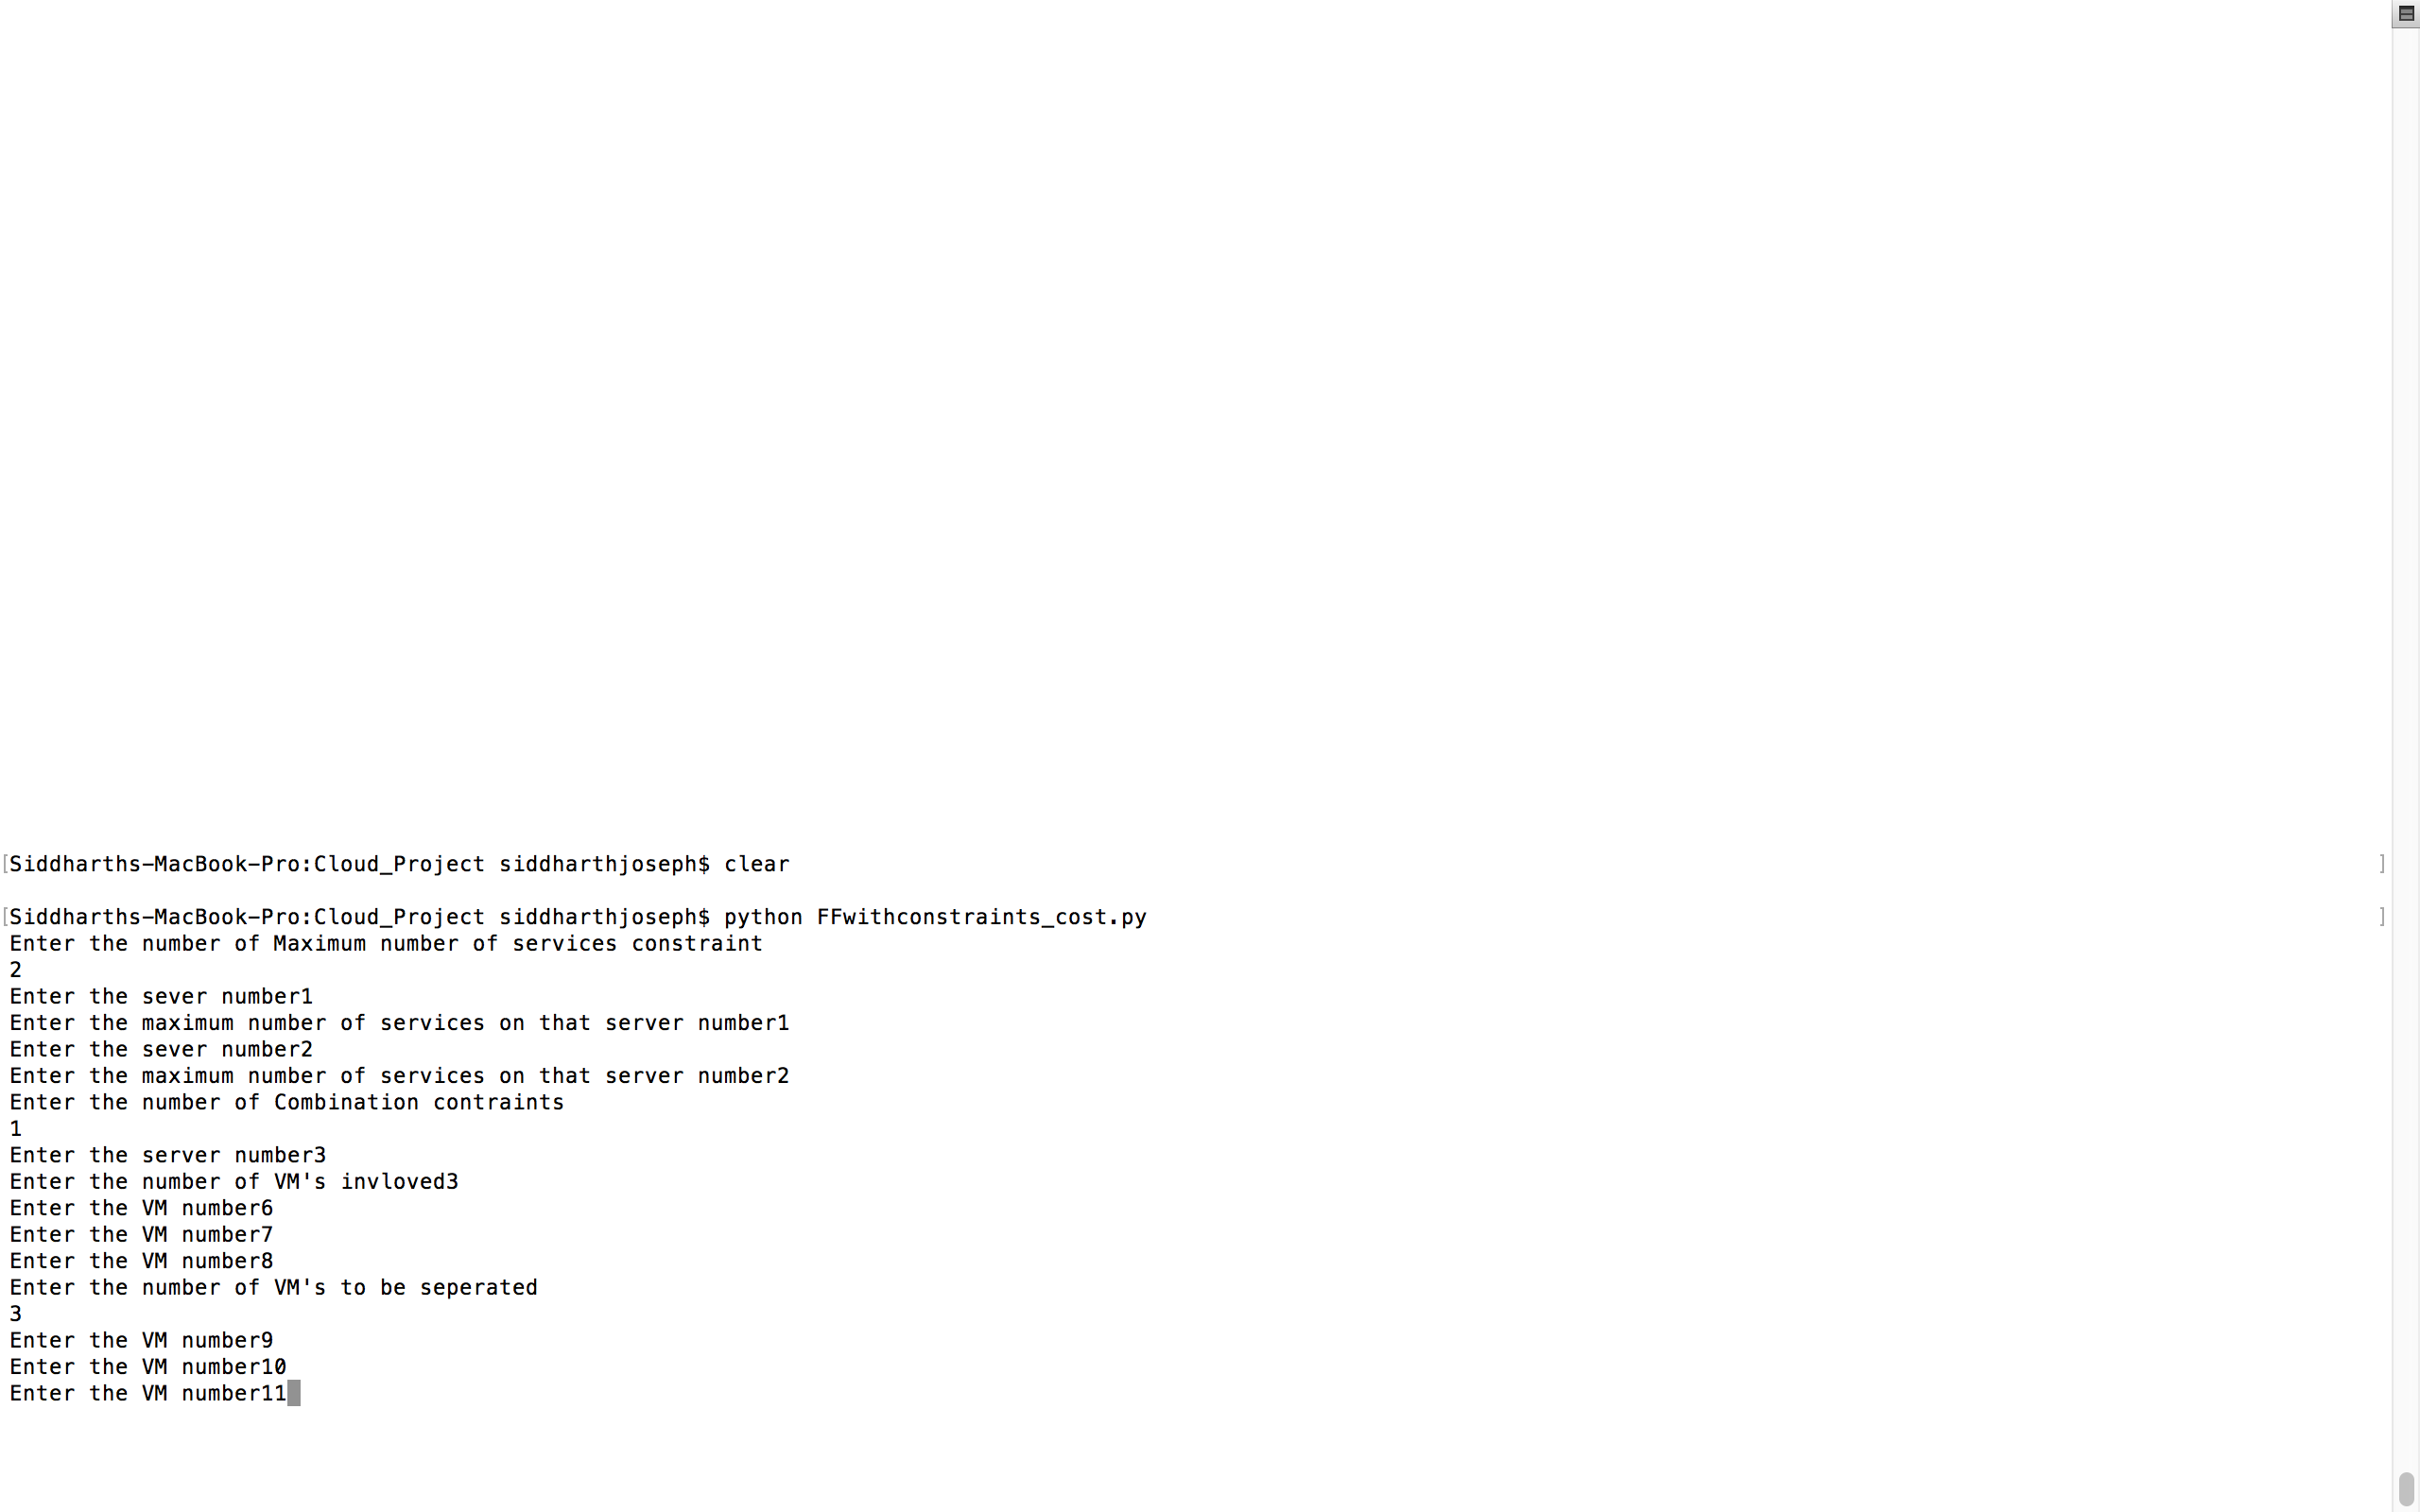 [Siddharths-MacBook-Pro:Cloud_Project siddharthjoseph$ clear ]
[Siddharths-MacBook-Pro:Cloud_Project siddharthjoseph$ python FFwithconstraints_cost.py ]
Enter the number of Maximum number of services constraint
2
Enter the sever number1
Enter the maximum number of services on that server number1
Enter the sever number2
Enter the maximum number of services on that server number2
Enter the number of Combination contraints
1
Enter the server number3
Enter the number of VM's invloved3
Enter the VM number6
Enter the VM number7
Enter the VM number8
Enter the number of VM's to be seperated
3
Enter the VM number9
Enter the VM number10
Enter the VM number11